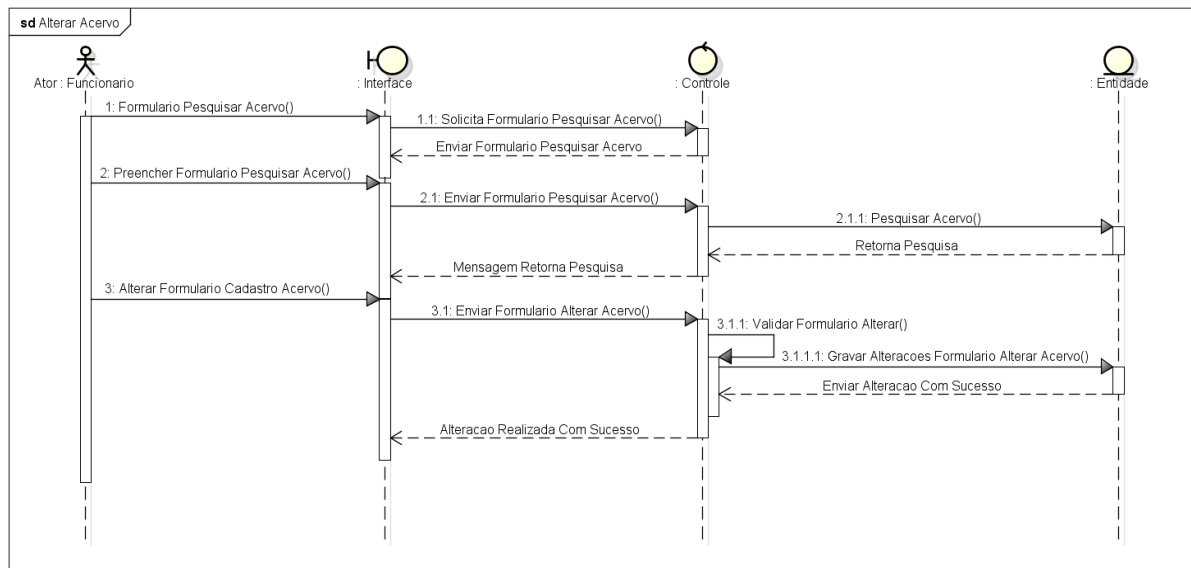 sd Alterar Acervo
Ator : Funcionario
: Interface
: Controle
: Entidade
1: Formulario Pesquisar Acervo()
1.1: Solicita Formulario Pesquisar Acervo()
Enviar Formulario Pesquisar Acervo
2: Preencher Formulario Pesquisar Acervo()
2.1: Enviar Formulario Pesquisar Acervo()
2.1.1: Pesquisar Acervo()
Retorna Pesquisa
Mensagem Retorna Pesquisa
3: Alterar Formulario Cadastro Acervo()
3.1: Enviar Formulario Alterar Acervo()
3.1.1: Validar Formulario Alterar()
3.1.1.1: Gravar Alteracoes Formulario Alterar Acervo()
Enviar Alteracao Com Sucesso
Alteracao Realizada Com Sucesso